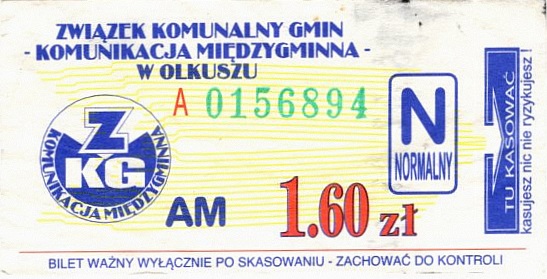 ZWIĄZEK KOMUNALNY GMIN
- KOMUNIKACJA MIĘDZYGMINNA -
W OLKUSZU
A 0156894
Z
KG
KOMUNIKACJA MIĘDZYGMINNA
N
NORMALNY
AM
1.60 zł
TU KASOWAĆ
kasujesz nic nie ryzykujesz !
BILET WAŻNY WYŁĄCZNIE PO SKASOWANIU - ZACHOWAĆ DO KONTROLI